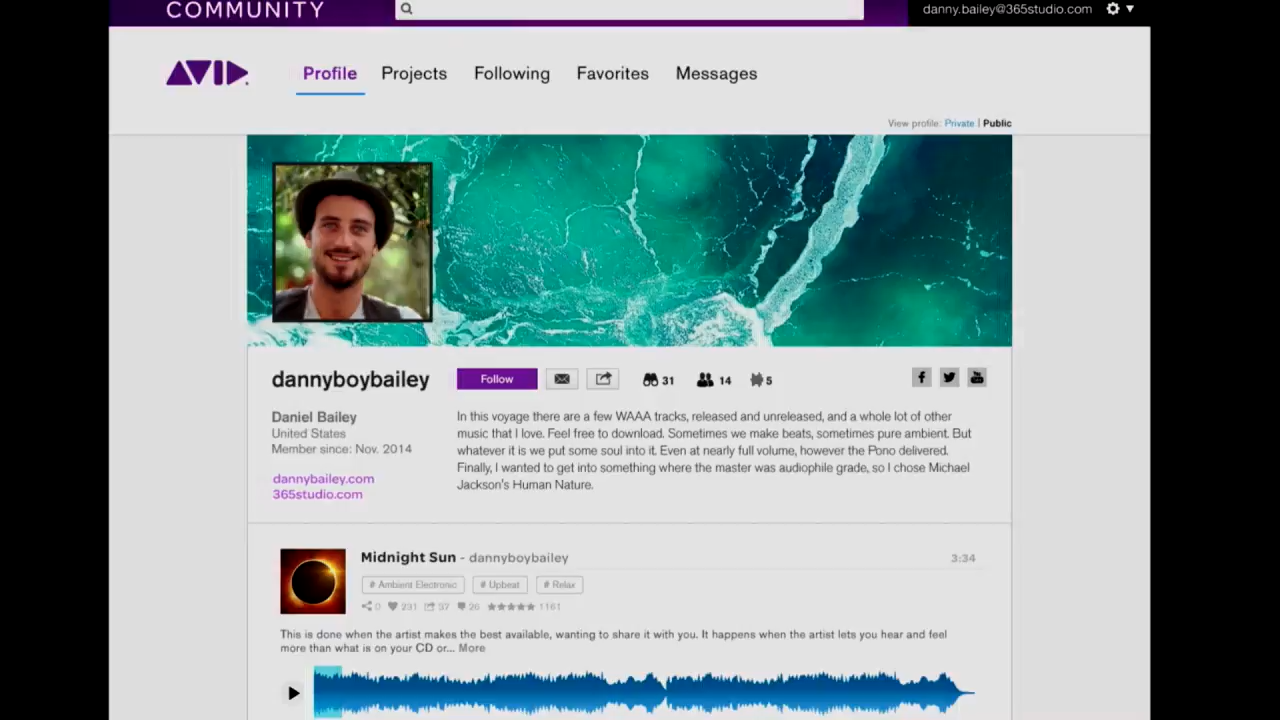 COMMUNITY
danny.bailey@365studio.com
AVID
Profile Projects Following Favorites Messages
View profile: Private | Public
dannyboybailey Follow 31 14 5
Daniel Bailey
United States
Member since: Nov. 2014
dannybailey.com
365studio.com
In this voyage there are a few WAAA tracks, released and unreleased, and a whole lot of other
music that I love. Feel free to download. Sometimes we make beats, sometimes pure ambient. But
whatever it is we put some soul into it. Even at nearly full volume, however the Pono delivered.
Finally, I wanted to get into something where the master was audiophile grade, so I chose Michael
Jackson's Human Nature.
Midnight Sun - dannyboybailey 3:34
# Ambient Electronic # Upbeat # Relax
0 231 37 26 ★★★★★ 1161
This is done when the artist makes the best available, wanting to share it with you. It happens when the artist lets you hear and feel
more than what is on your CD or... More